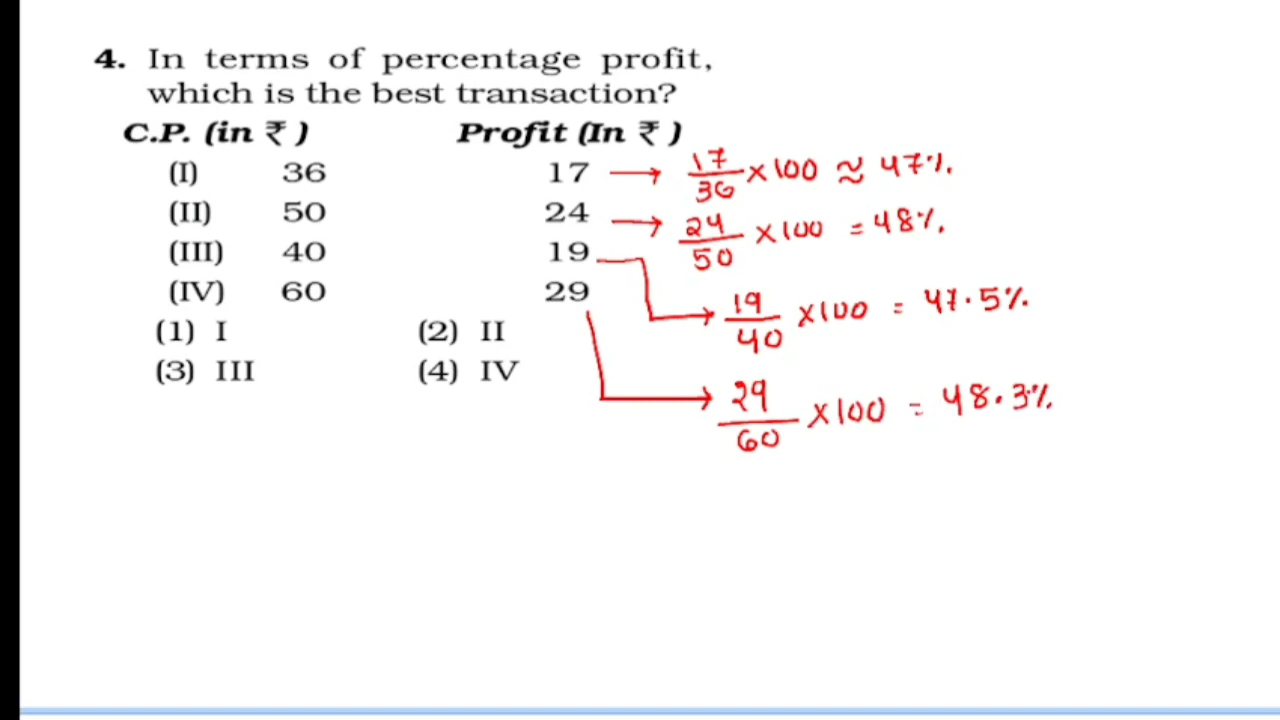 4. In terms of percentage profit,
which is the best transaction?
C.P. (in ₹ ) Profit (In ₹ )
(I) 36 17 → 17/36 × 100 ≈ 47%.
(II) 50 24 → 24/50 × 100 = 48%.
(III) 40 19 → 19/40 × 100 = 47.5%.
(IV) 60 29 → 29/60 × 100 = 48.3%.
(1) I (2) II
(3) III (4) IV